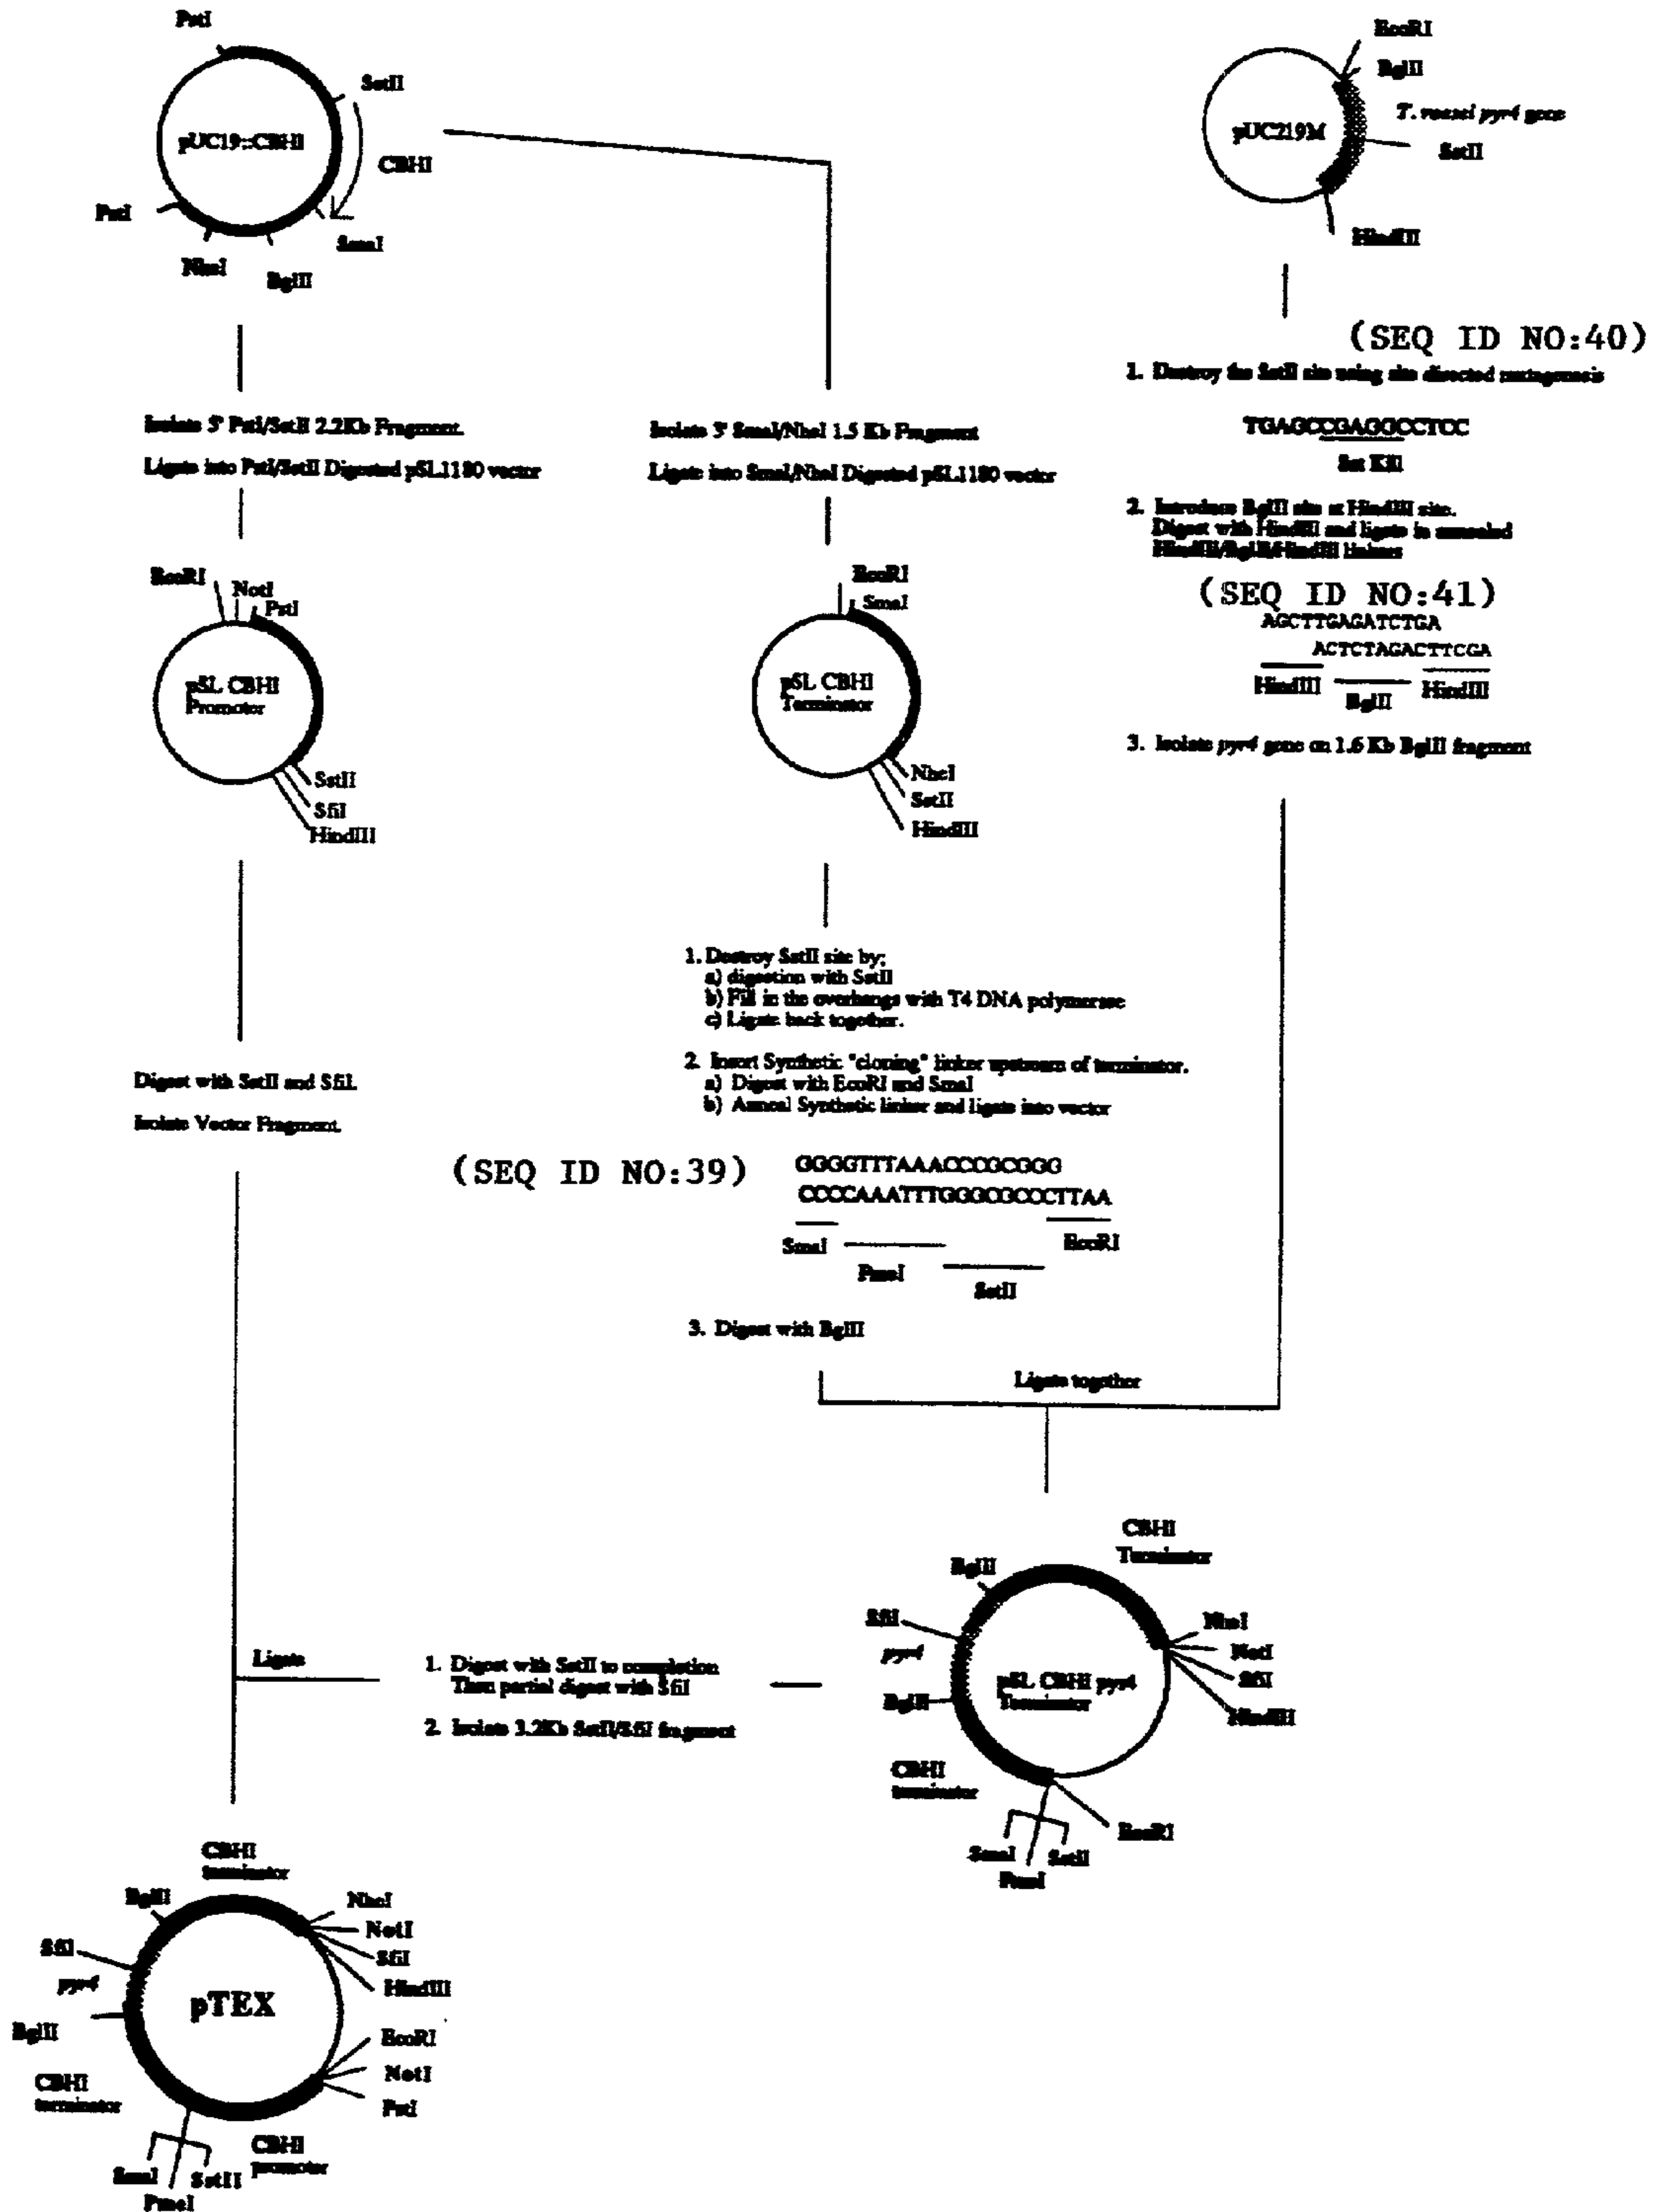 PstI
SstII
pUC19::CBHI
CBHI
PstI
SmaI
NheI
BglII
EcoRI
BglII
T. reesei pyr4 gene
pUC219M
SstII
HindIII
(SEQ ID NO:40)
1. Destroy the SstII site using site directed mutagenesis
TGAGCCGAGGCCTCC
2. Introduce BglII site at HindIII site.
Digest with HindIII and ligate in annealed
HindIII/BglII/HindIII linkers
(SEQ ID NO:41)
AGCTTGAGATCTGA
ACTCTAGACTTCGA
HindIII
BglII
HindIII
3. Isolate pyr4 gene on 1.6 Kb BglII fragment
Isolate 5' PstI/SstII 2.2Kb Fragment.
Ligate into PstI/SstII Digested pSL1180 vector
Isolate 3' SmaI/NheI 1.5 Kb Fragment
Ligate into SmaI/NheI Digested pSL1180 vector
EcoRI
NotI
PstI
pSL CBHI
Promoter
SstII
SfiI
HindIII
EcoRI
SmaI
pSL CBHI
Terminator
NheI
SstII
HindIII
1. Destroy SstII site by;
a) digestion with SstII
b) Fill in the overhangs with T4 DNA polymerase
c) Ligate back together.
2. Insert Synthetic "cloning" linker upstream of terminator.
a) Digest with EcoRI and SmaI
b) Anneal Synthetic linker and ligate into vector
Digest with SstII and SfiI.
Isolate Vector Fragment.
(SEQ ID NO:39)
GGGGTTTAAACCCGCGGG
CCCCAAATTTGGGCGCCCTTAA
SmaI
PmeI
SstII
EcoRI
3. Digest with BglII
Ligate together
CBHI
Terminator
BglII
SfiI
pyr4
BglII
pSL CBHI pyr4
Terminator
NheI
NotI
SfiI
HindIII
CBHI
terminator
SmaI
PmeI
SstII
EcoRI
Ligate
1. Digest with SstII to completion
Then partial digest with SfiI
2. Isolate 3.2Kb SstII/SfiI fragment
CBHI
terminator
BglII
SfiI
pyr4
BglII
pTEX
NheI
NotI
SfiI
HindIII
EcoRI
NotI
PstI
CBHI
terminator
CBHI
promoter
SmaI
PmeI
SstII